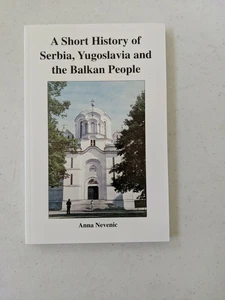 A Short History of
Serbia, Yugoslavia and
the Balkan People
Anna Nevenic